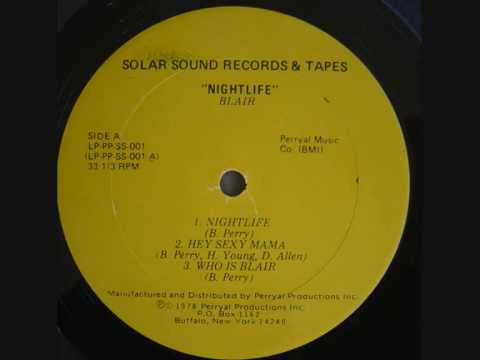 SOLAR SOUND RECORDS & TAPES
"NIGHTLIFE"
BLAIR
SIDE A
LP-PP-SS-001
(LP-PP-SS-001 A)
33 1/3 RPM
Perryal Music
Co. (BMI)
1. NIGHTLIFE
(B. Perry)
2. HEY SEXY MAMA
(B. Perry, H. Young, D. Allen)
3. WHO IS BLAIR
(B. Perry)
Manufactured and Distributed by Perryal Productions Inc.
℗© 1978 Perryal Productions Inc.
P.O. Box 1162
Buffalo, New York 14240